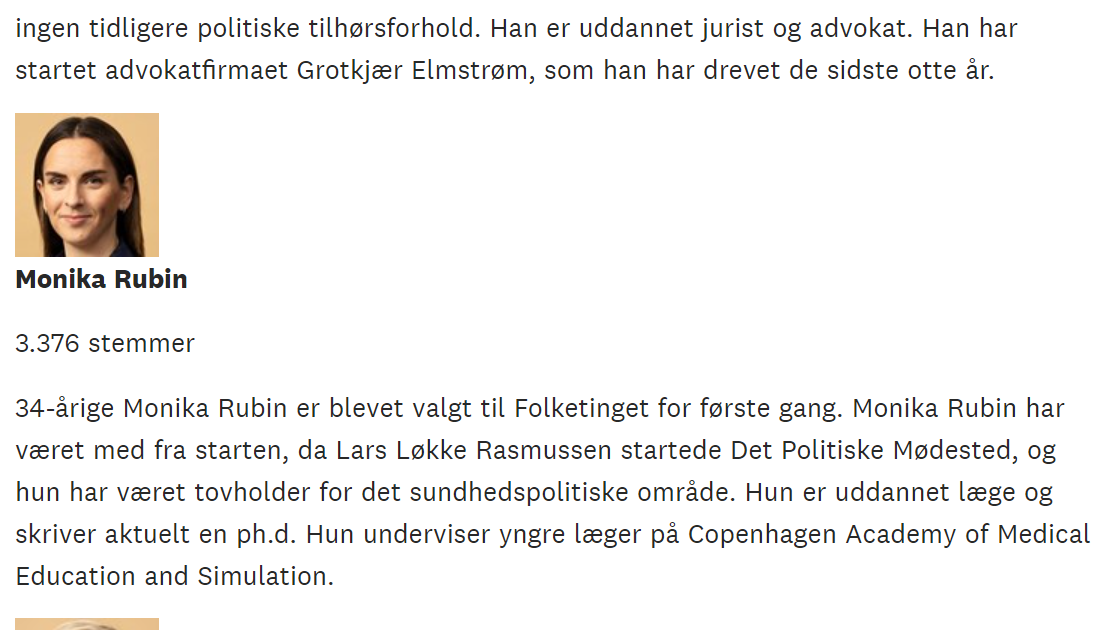 ingen tidligere politiske tilhørsforhold. Han er uddannet jurist og advokat. Han har
startet advokatfirmaet Grotkjær Elmstrøm, som han har drevet de sidste otte år.
Monika Rubin
3.376 stemmer
34-årige Monika Rubin er blevet valgt til Folketinget for første gang. Monika Rubin har
været med fra starten, da Lars Løkke Rasmussen startede Det Politiske Mødested, og
hun har været tovholder for det sundhedspolitiske område. Hun er uddannet læge og
skriver aktuelt en ph.d. Hun underviser yngre læger på Copenhagen Academy of Medical
Education and Simulation.